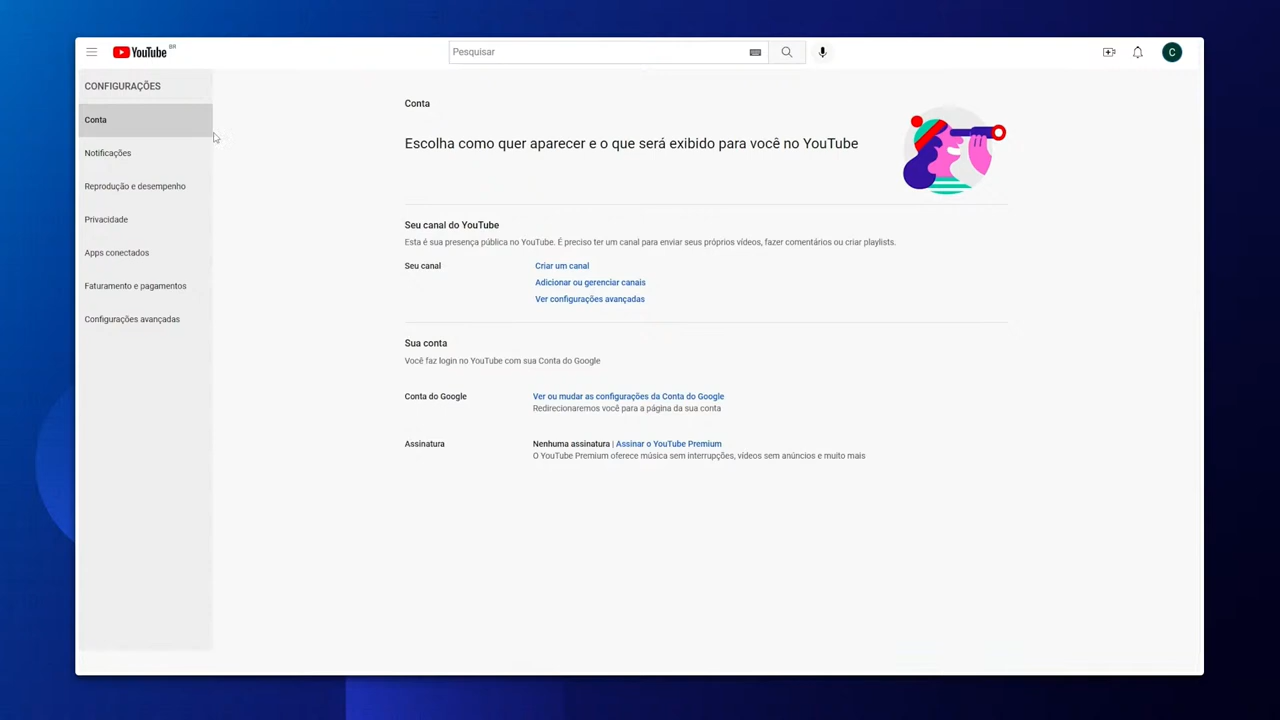 YouTube BR
Pesquisar
C
CONFIGURAÇÕES
Conta
Notificações
Reprodução e desempenho
Privacidade
Apps conectados
Faturamento e pagamentos
Configurações avançadas
Conta
Escolha como quer aparecer e o que será exibido para você no YouTube
Seu canal do YouTube
Esta é sua presença pública no YouTube. É preciso ter um canal para enviar seus próprios vídeos, fazer comentários ou criar playlists.
Seu canal
Criar um canal
Adicionar ou gerenciar canais
Ver configurações avançadas
Sua conta
Você faz login no YouTube com sua Conta do Google
Conta do Google
Ver ou mudar as configurações da Conta do Google
Redirecionaremos você para a página da sua conta
Assinatura
Nenhuma assinatura | Assinar o YouTube Premium
O YouTube Premium oferece música sem interrupções, vídeos sem anúncios e muito mais